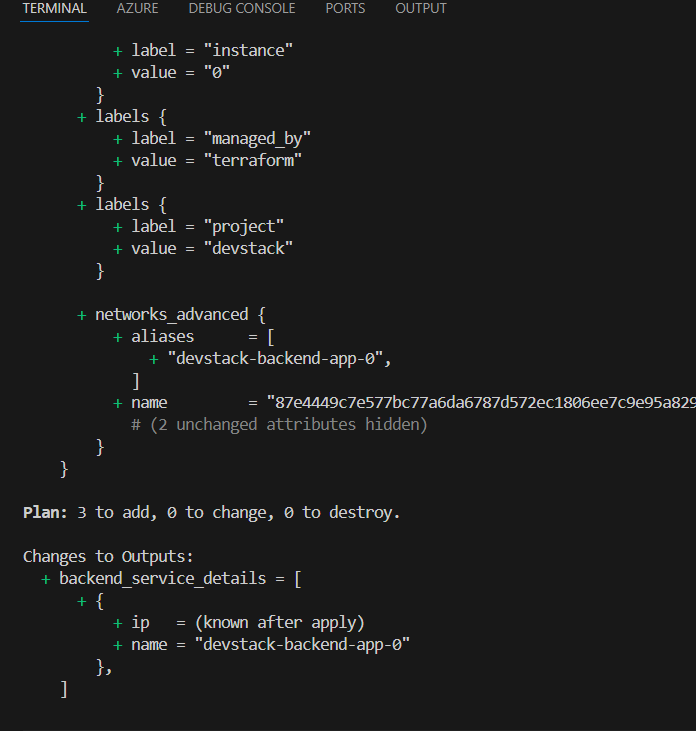 TERMINAL AZURE DEBUG CONSOLE PORTS OUTPUT
+ label = "instance"
+ value = "0"
}
+ labels {
+ label = "managed_by"
+ value = "terraform"
}
+ labels {
+ label = "project"
+ value = "devstack"
}
+ networks_advanced {
+ aliases = [
+ "devstack-backend-app-0",
]
+ name = "87e4449c7e577bc77a6da6787d572ec1806ee7c9e95a829
# (2 unchanged attributes hidden)
}
}
Plan: 3 to add, 0 to change, 0 to destroy.
Changes to Outputs:
+ backend_service_details = [
+ {
+ ip = (known after apply)
+ name = "devstack-backend-app-0"
},
]